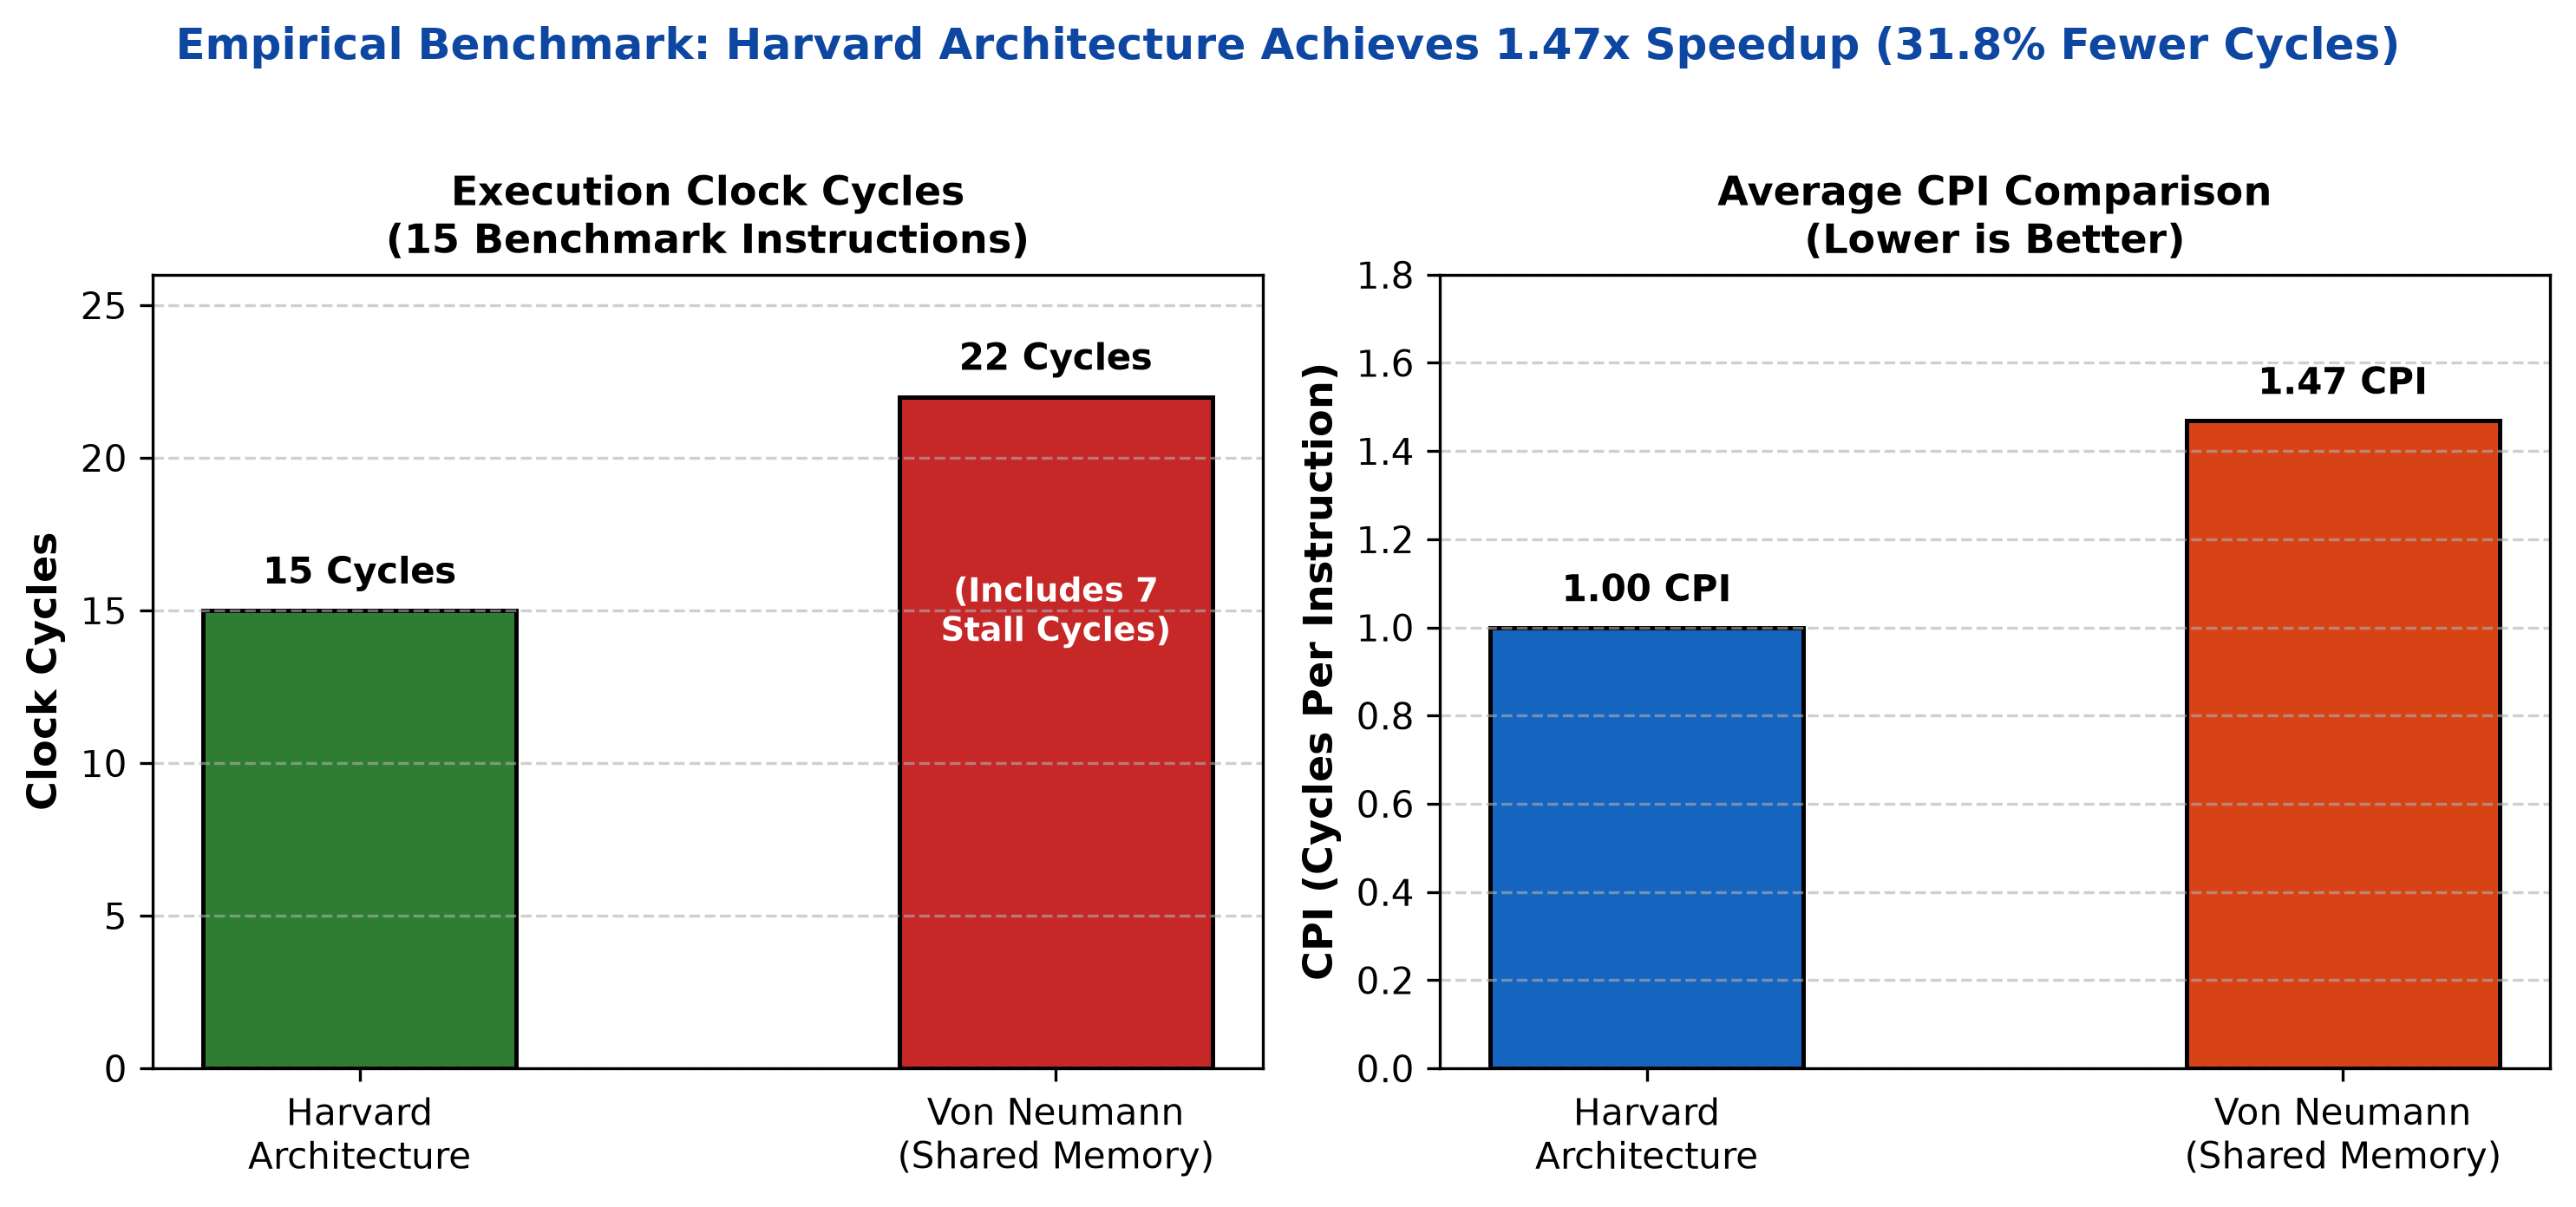 Empirical Benchmark: Harvard Architecture Achieves 1.47x Speedup (31.8% Fewer Cycles)
Execution Clock Cycles
(15 Benchmark Instructions)
Clock Cycles
25
20
15
10
5
0
15 Cycles
22 Cycles
(Includes 7
Stall Cycles)
Harvard
Architecture
Von Neumann
(Shared Memory)
Average CPI Comparison
(Lower is Better)
CPI (Cycles Per Instruction)
1.8
1.6
1.4
1.2
1.0
0.8
0.6
0.4
0.2
0.0
1.00 CPI
1.47 CPI
Harvard
Architecture
Von Neumann
(Shared Memory)